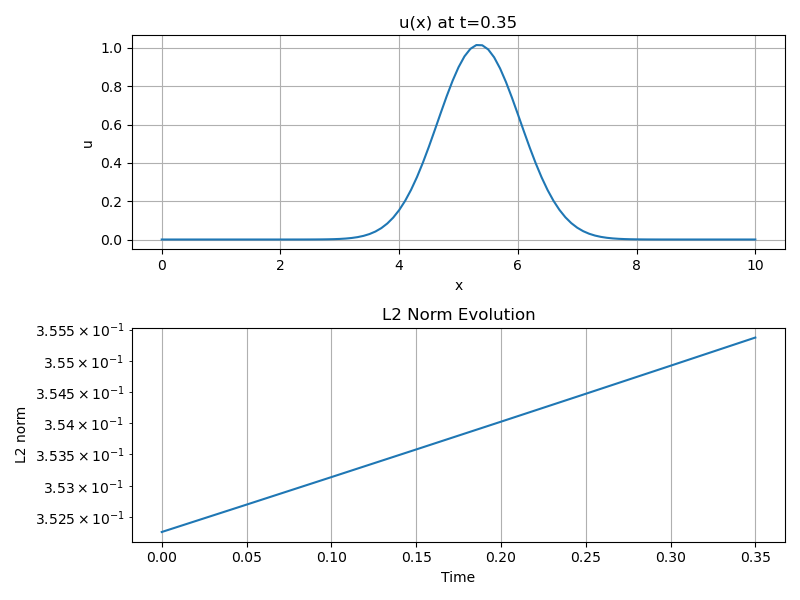 u(x) at t=0.35
1.0
0.8
0.6
0.4
0.2
0.0
u
0 2 4 6 8 10
x
L2 Norm Evolution
3.555 × 10⁻¹
3.55 × 10⁻¹
3.545 × 10⁻¹
3.54 × 10⁻¹
3.535 × 10⁻¹
3.53 × 10⁻¹
3.525 × 10⁻¹
L2 norm
0.00 0.05 0.10 0.15 0.20 0.25 0.30 0.35
Time